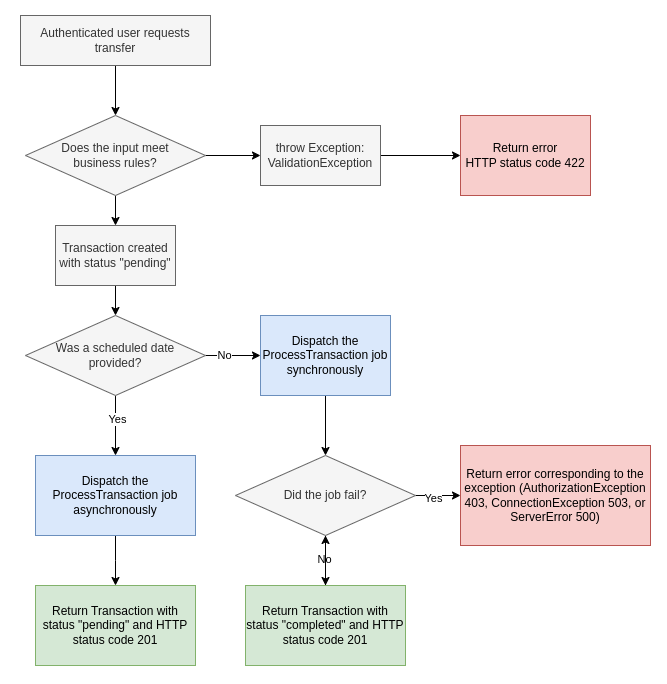 Authenticated user requests
transfer
Does the input meet
business rules?
throw Exception:
ValidationException
Return error
HTTP status code 422
Transaction created
with status "pending"
Was a scheduled date
provided?
No
Dispatch the
ProcessTransaction job
synchronously
Yes
Dispatch the
ProcessTransaction job
asynchronously
Did the job fail?
Yes
Return error corresponding to the
exception (AuthorizationException
403, ConnectionException 503, or
ServerError 500)
No
Return Transaction with
status "pending" and HTTP
status code 201
Return Transaction with
status "completed" and HTTP
status code 201